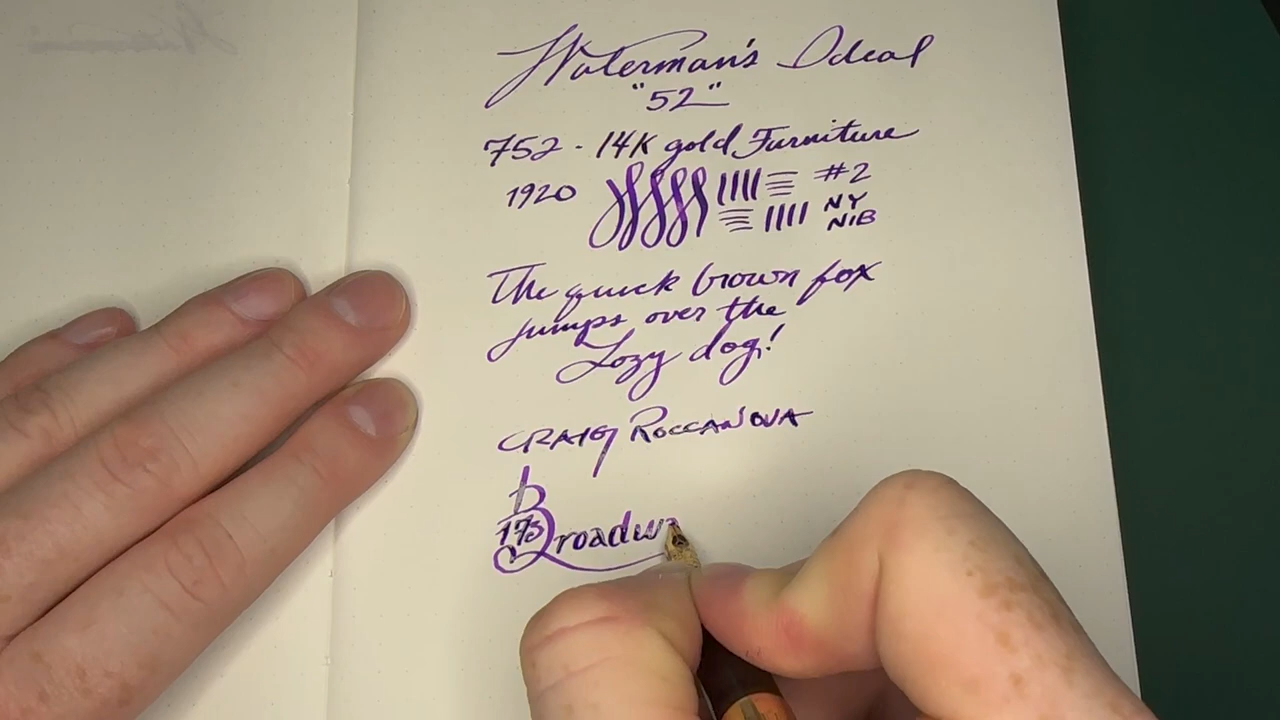 Waterman's Ideal
"52"
752 - 14K gold Furniture
1920 #2
NY
NIB
The quick brown fox
jumps over the
Lazy dog!
CRAIG ROCCANOVA
173
Broadwa